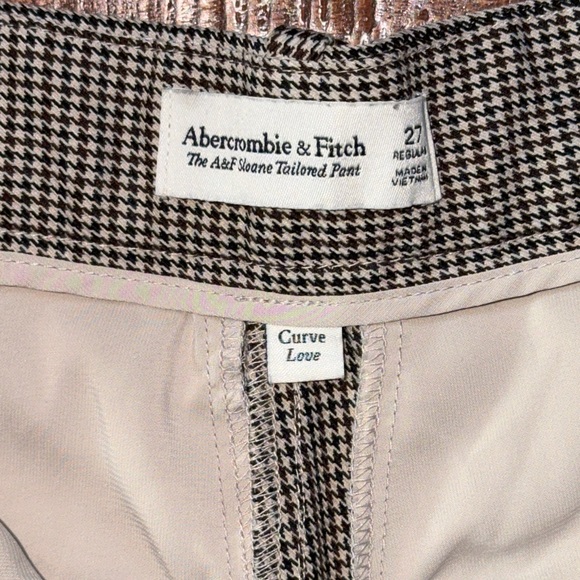 Abercrombie & Fitch
The A&F Sloane Tailored Pant
27
REGULAR
MADE IN
VIETNAM
Curve
Love